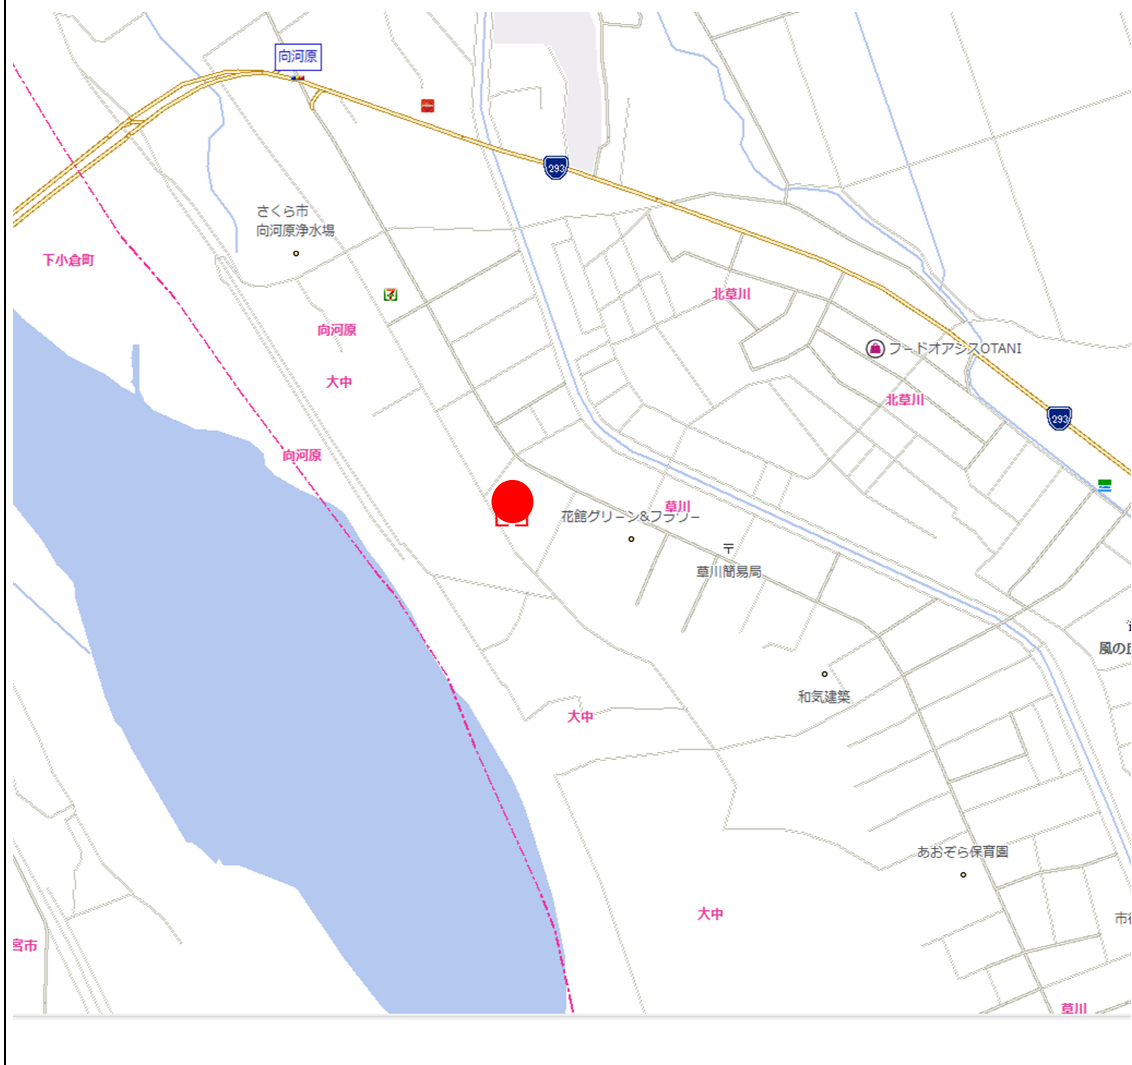 向河原
293
さくら市
向河原浄水場
下小倉町
7
北草川
向河原
フードオアシスOTANI
大中
北草川
293
向河原
草川
花館グリーン&フラワー
〒
草川簡易局
風の丘
和気建築
大中
あおぞら保育園
大中
市役
宮市
草川